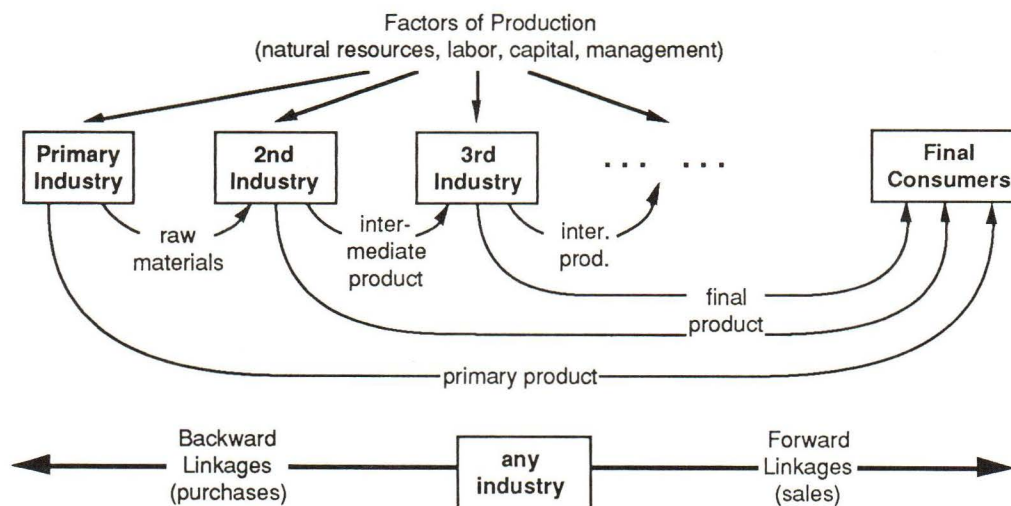 Factors of Production
(natural resources, labor, capital, management)
Primary
Industry
2nd
Industry
3rd
Industry
... ...
Final
Consumers
raw
materials
inter-
mediate
product
inter.
prod.
final
product
primary product
Backward
Linkages
(purchases)
any
industry
Forward
Linkages
(sales)